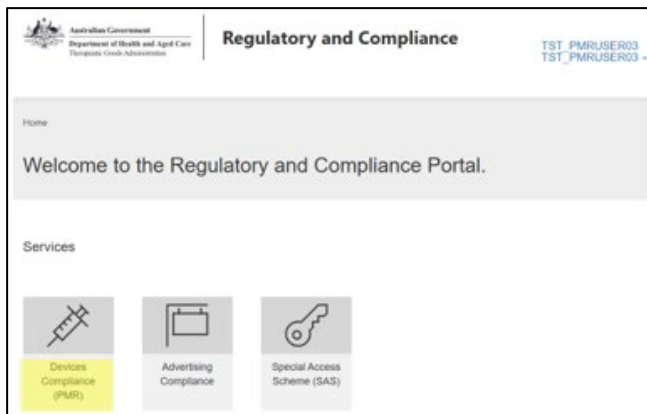 Australian Government
Department of Health and Aged Care
Therapeutic Goods Administration
Regulatory and Compliance
TST_PMRUSER03
TST_PMRUSER03
Home
Welcome to the Regulatory and Compliance Portal.
Services
Devices
Compliance
(PMR)
Advertising
Compliance
Special Access
Scheme (SAS)